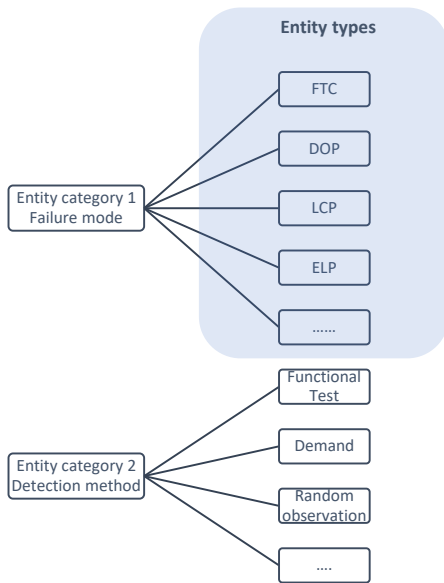 Entity types
FTC
DOP
Entity category 1
Failure mode
LCP
ELP
......
Functional
Test
Entity category 2
Detection method
Demand
Random
observation
....